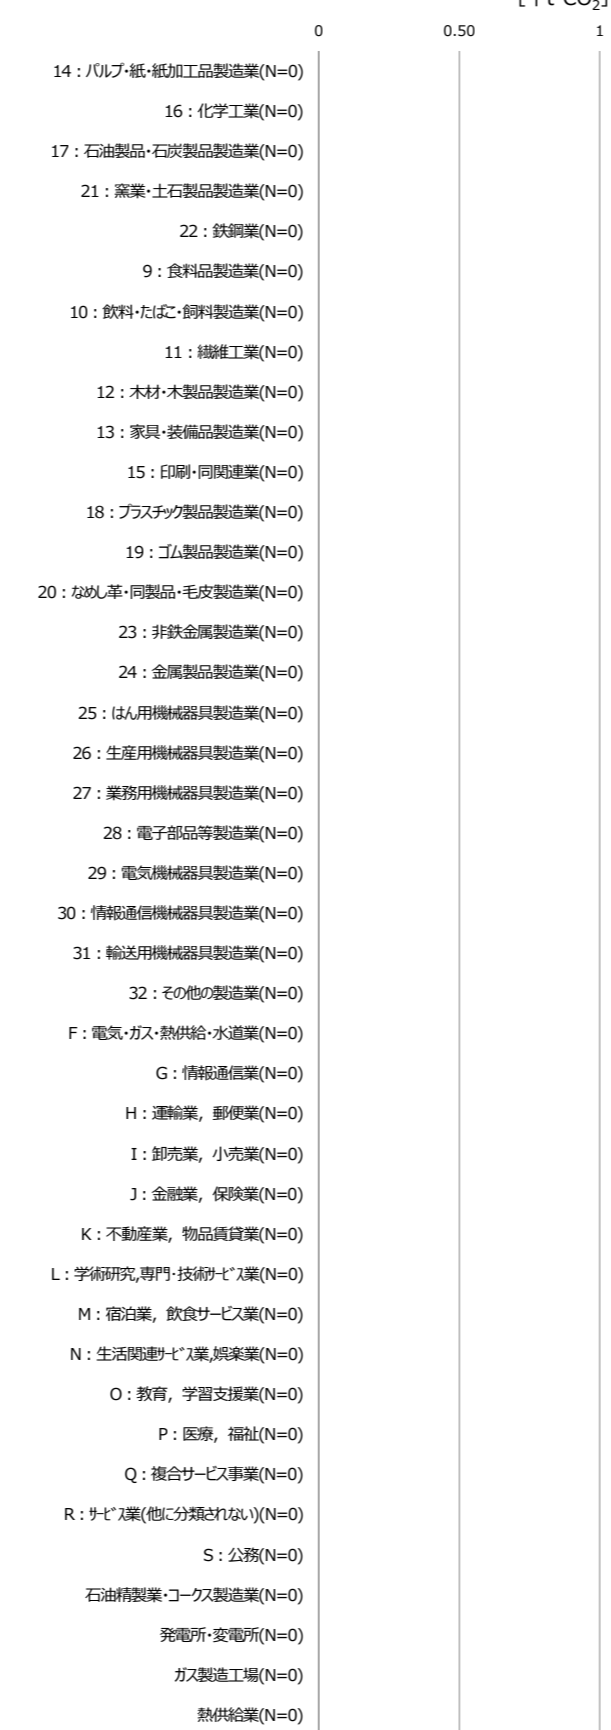 CO2]
0 0.50 1
14：パルプ・紙・紙加工品製造業(N=0)
16：化学工業(N=0)
17：石油製品・石炭製品製造業(N=0)
21：窯業・土石製品製造業(N=0)
22：鉄鋼業(N=0)
9：食料品製造業(N=0)
10：飲料・たばこ・飼料製造業(N=0)
11：繊維工業(N=0)
12：木材・木製品製造業(N=0)
13：家具・装備品製造業(N=0)
15：印刷・同関連業(N=0)
18：プラスチック製品製造業(N=0)
19：ゴム製品製造業(N=0)
20：なめし革・同製品・毛皮製造業(N=0)
23：非鉄金属製造業(N=0)
24：金属製品製造業(N=0)
25：はん用機械器具製造業(N=0)
26：生産用機械器具製造業(N=0)
27：業務用機械器具製造業(N=0)
28：電子部品等製造業(N=0)
29：電気機械器具製造業(N=0)
30：情報通信機械器具製造業(N=0)
31：輸送用機械器具製造業(N=0)
32：その他の製造業(N=0)
F：電気・ガス・熱供給・水道業(N=0)
G：情報通信業(N=0)
H：運輸業，郵便業(N=0)
I：卸売業，小売業(N=0)
J：金融業，保険業(N=0)
K：不動産業，物品賃貸業(N=0)
L：学術研究,専門・技術ｻｰﾋﾞｽ業(N=0)
M：宿泊業，飲食サービス業(N=0)
N：生活関連ｻｰﾋﾞｽ業,娯楽業(N=0)
O：教育，学習支援業(N=0)
P：医療，福祉(N=0)
Q：複合サービス事業(N=0)
R：ｻｰﾋﾞｽ業(他に分類されない)(N=0)
S：公務(N=0)
石油精製業・コークス製造業(N=0)
発電所・変電所(N=0)
ガス製造工場(N=0)
熱供給業(N=0)